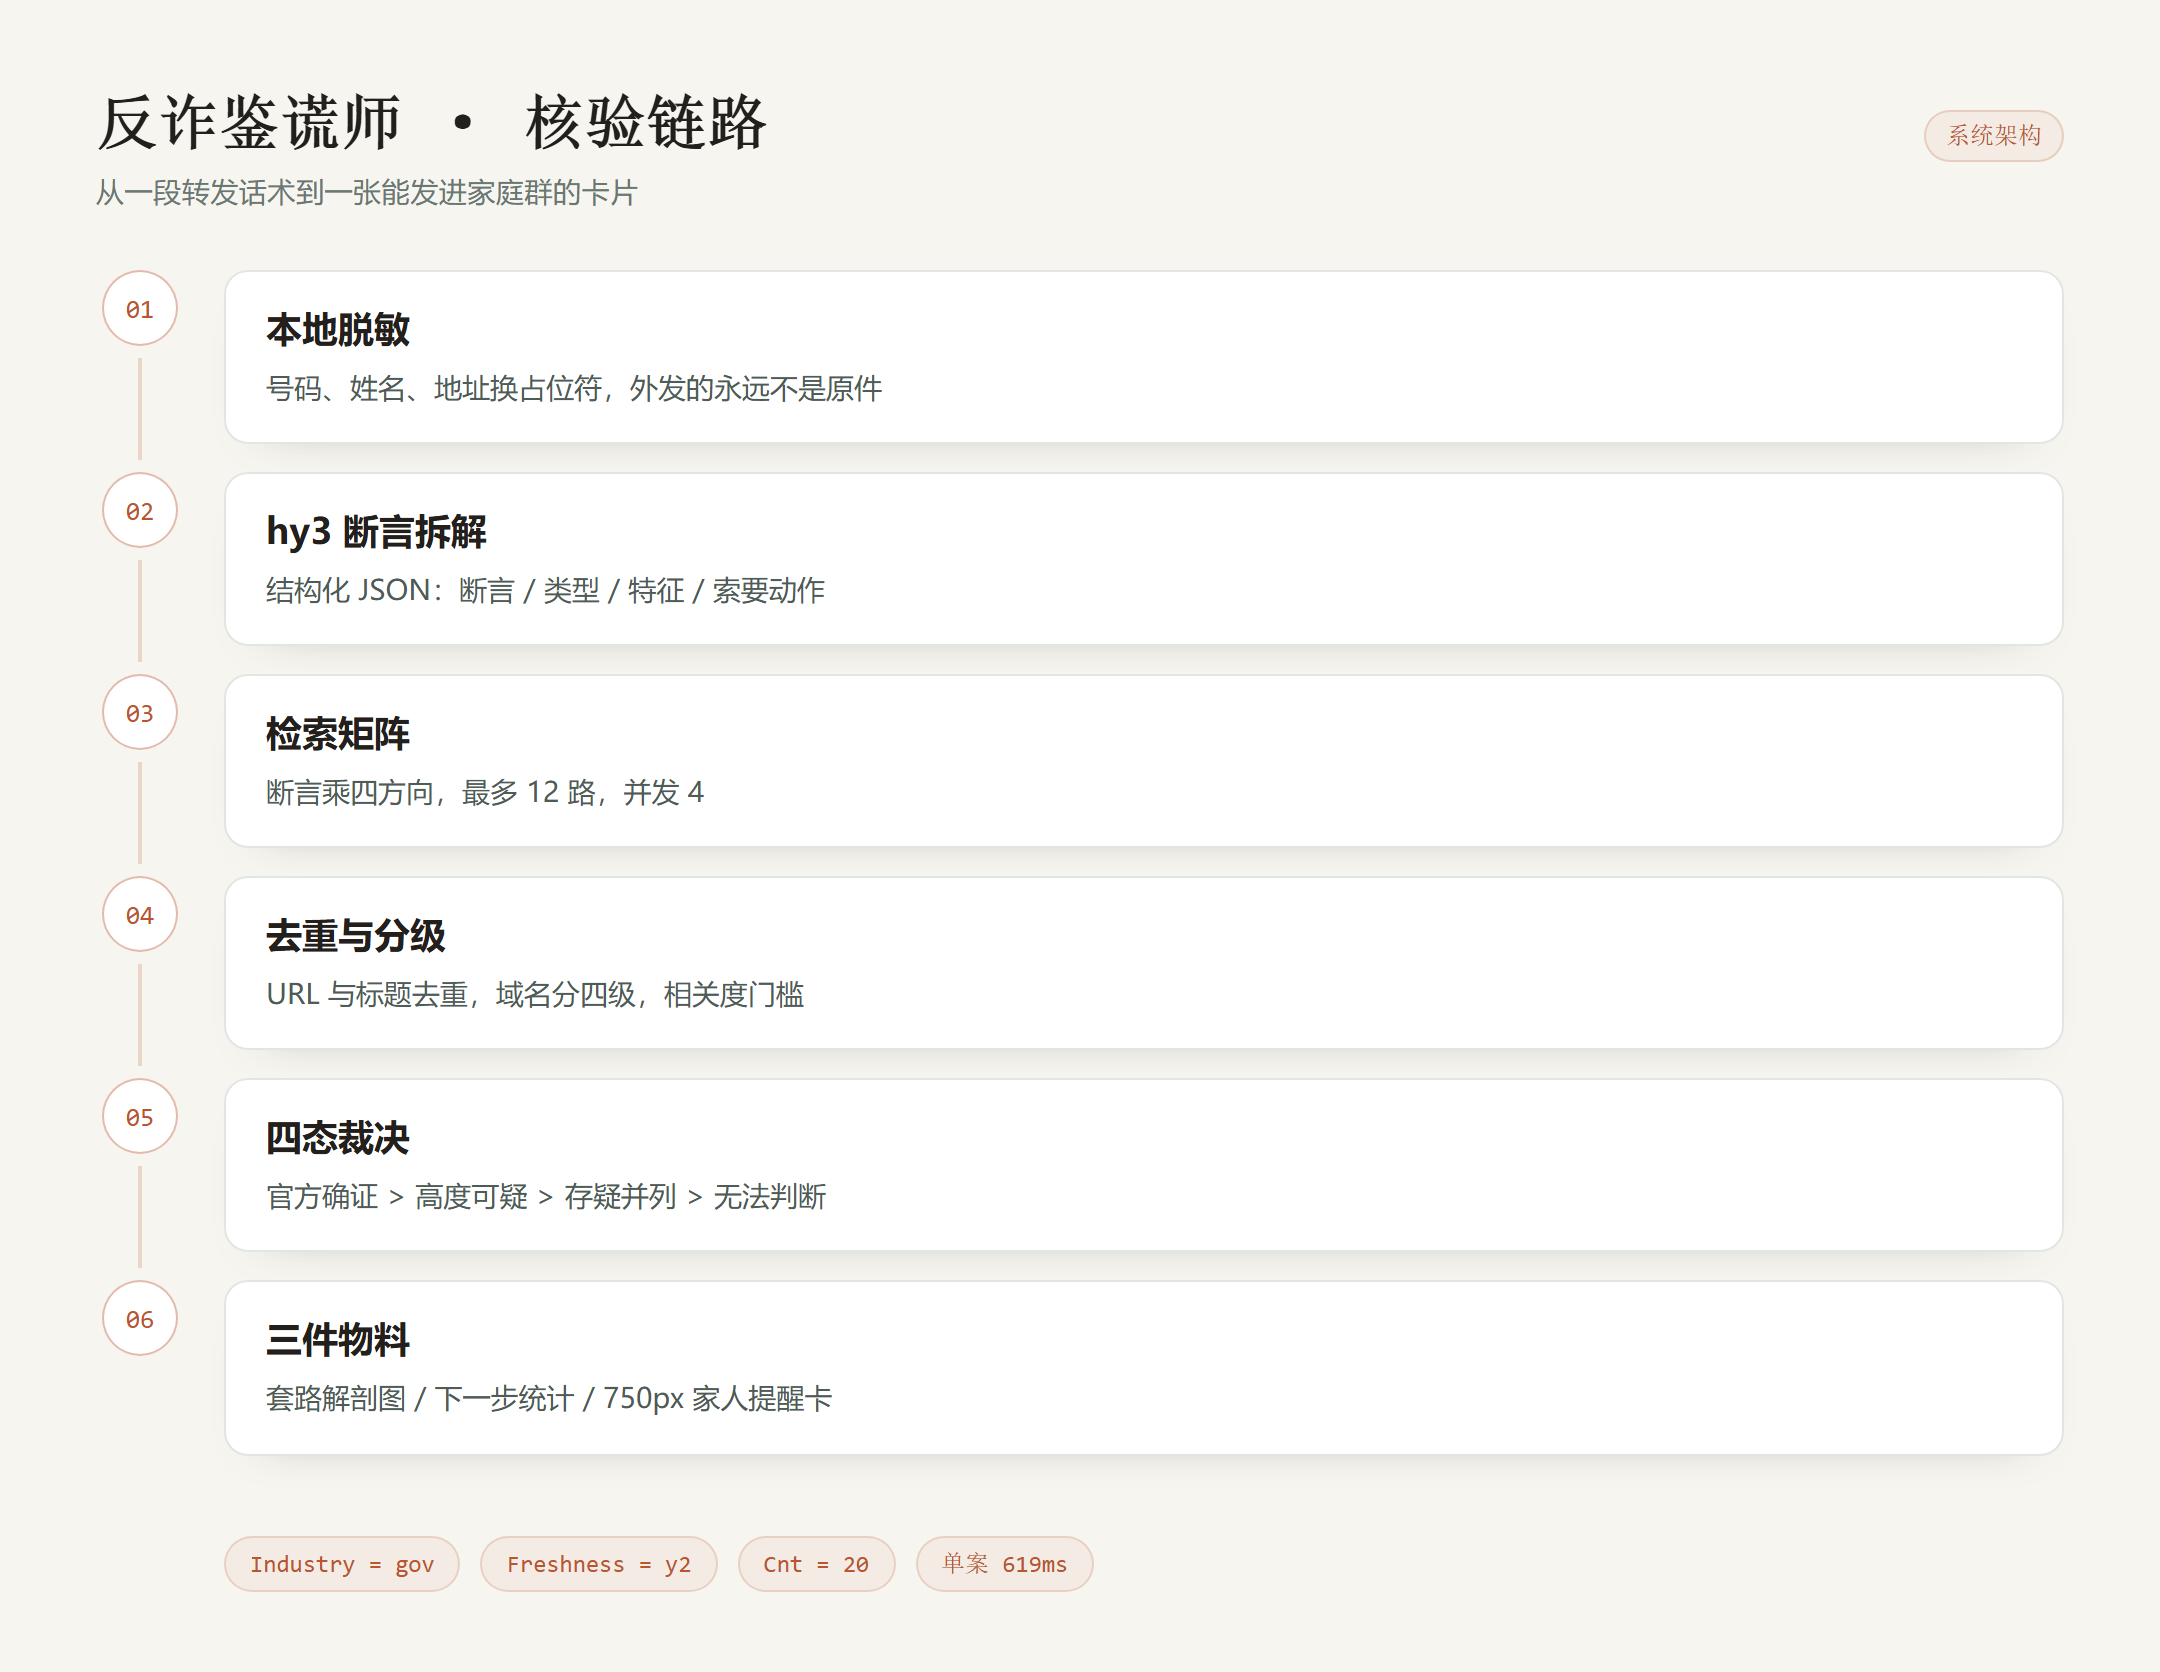 反诈鉴谎师 · 核验链路
系统架构
从一段转发话术到一张能发进家庭群的卡片
01
本地脱敏
号码、姓名、地址换占位符，外发的永远不是原件
02
hy3 断言拆解
结构化 JSON：断言 / 类型 / 特征 / 索要动作
03
检索矩阵
断言乘四方向，最多 12 路，并发 4
04
去重与分级
URL 与标题去重，域名分四级，相关度门槛
05
四态裁决
官方确证 > 高度可疑 > 存疑并列 > 无法判断
06
三件物料
套路解剖图 / 下一步统计 / 750px 家人提醒卡
Industry = gov
Freshness = y2
Cnt = 20
单案 619ms